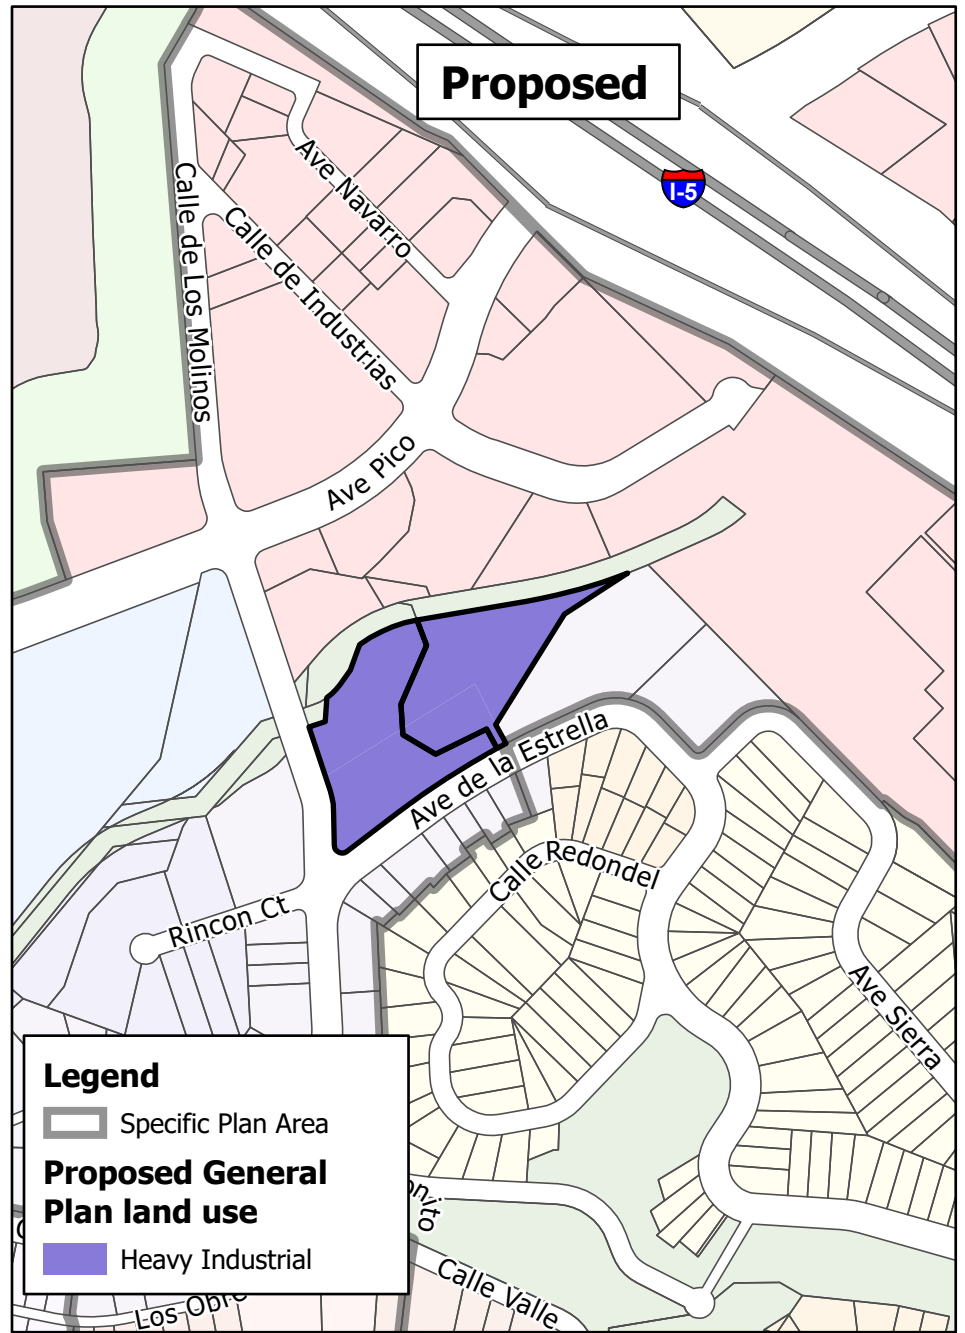 Proposed
I-5
Ave Navarro
Calle de Los Molinos
Calle de Industrias
Ave Pico
Ave de la Estrella
Calle Redondel
Rincon Ct
Ave Sierra
Legend
Specific Plan Area
Proposed General
Plan land use
Heavy Industrial
Calle Valle
Los